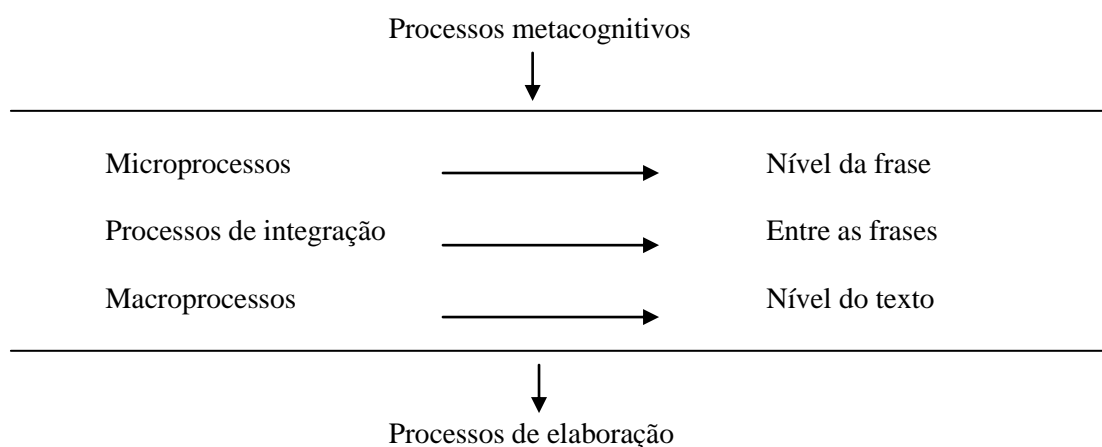 Processos metacognitivos
Microprocessos Nível da frase
Processos de integração Entre as frases
Macroprocessos Nível do texto
Processos de elaboração